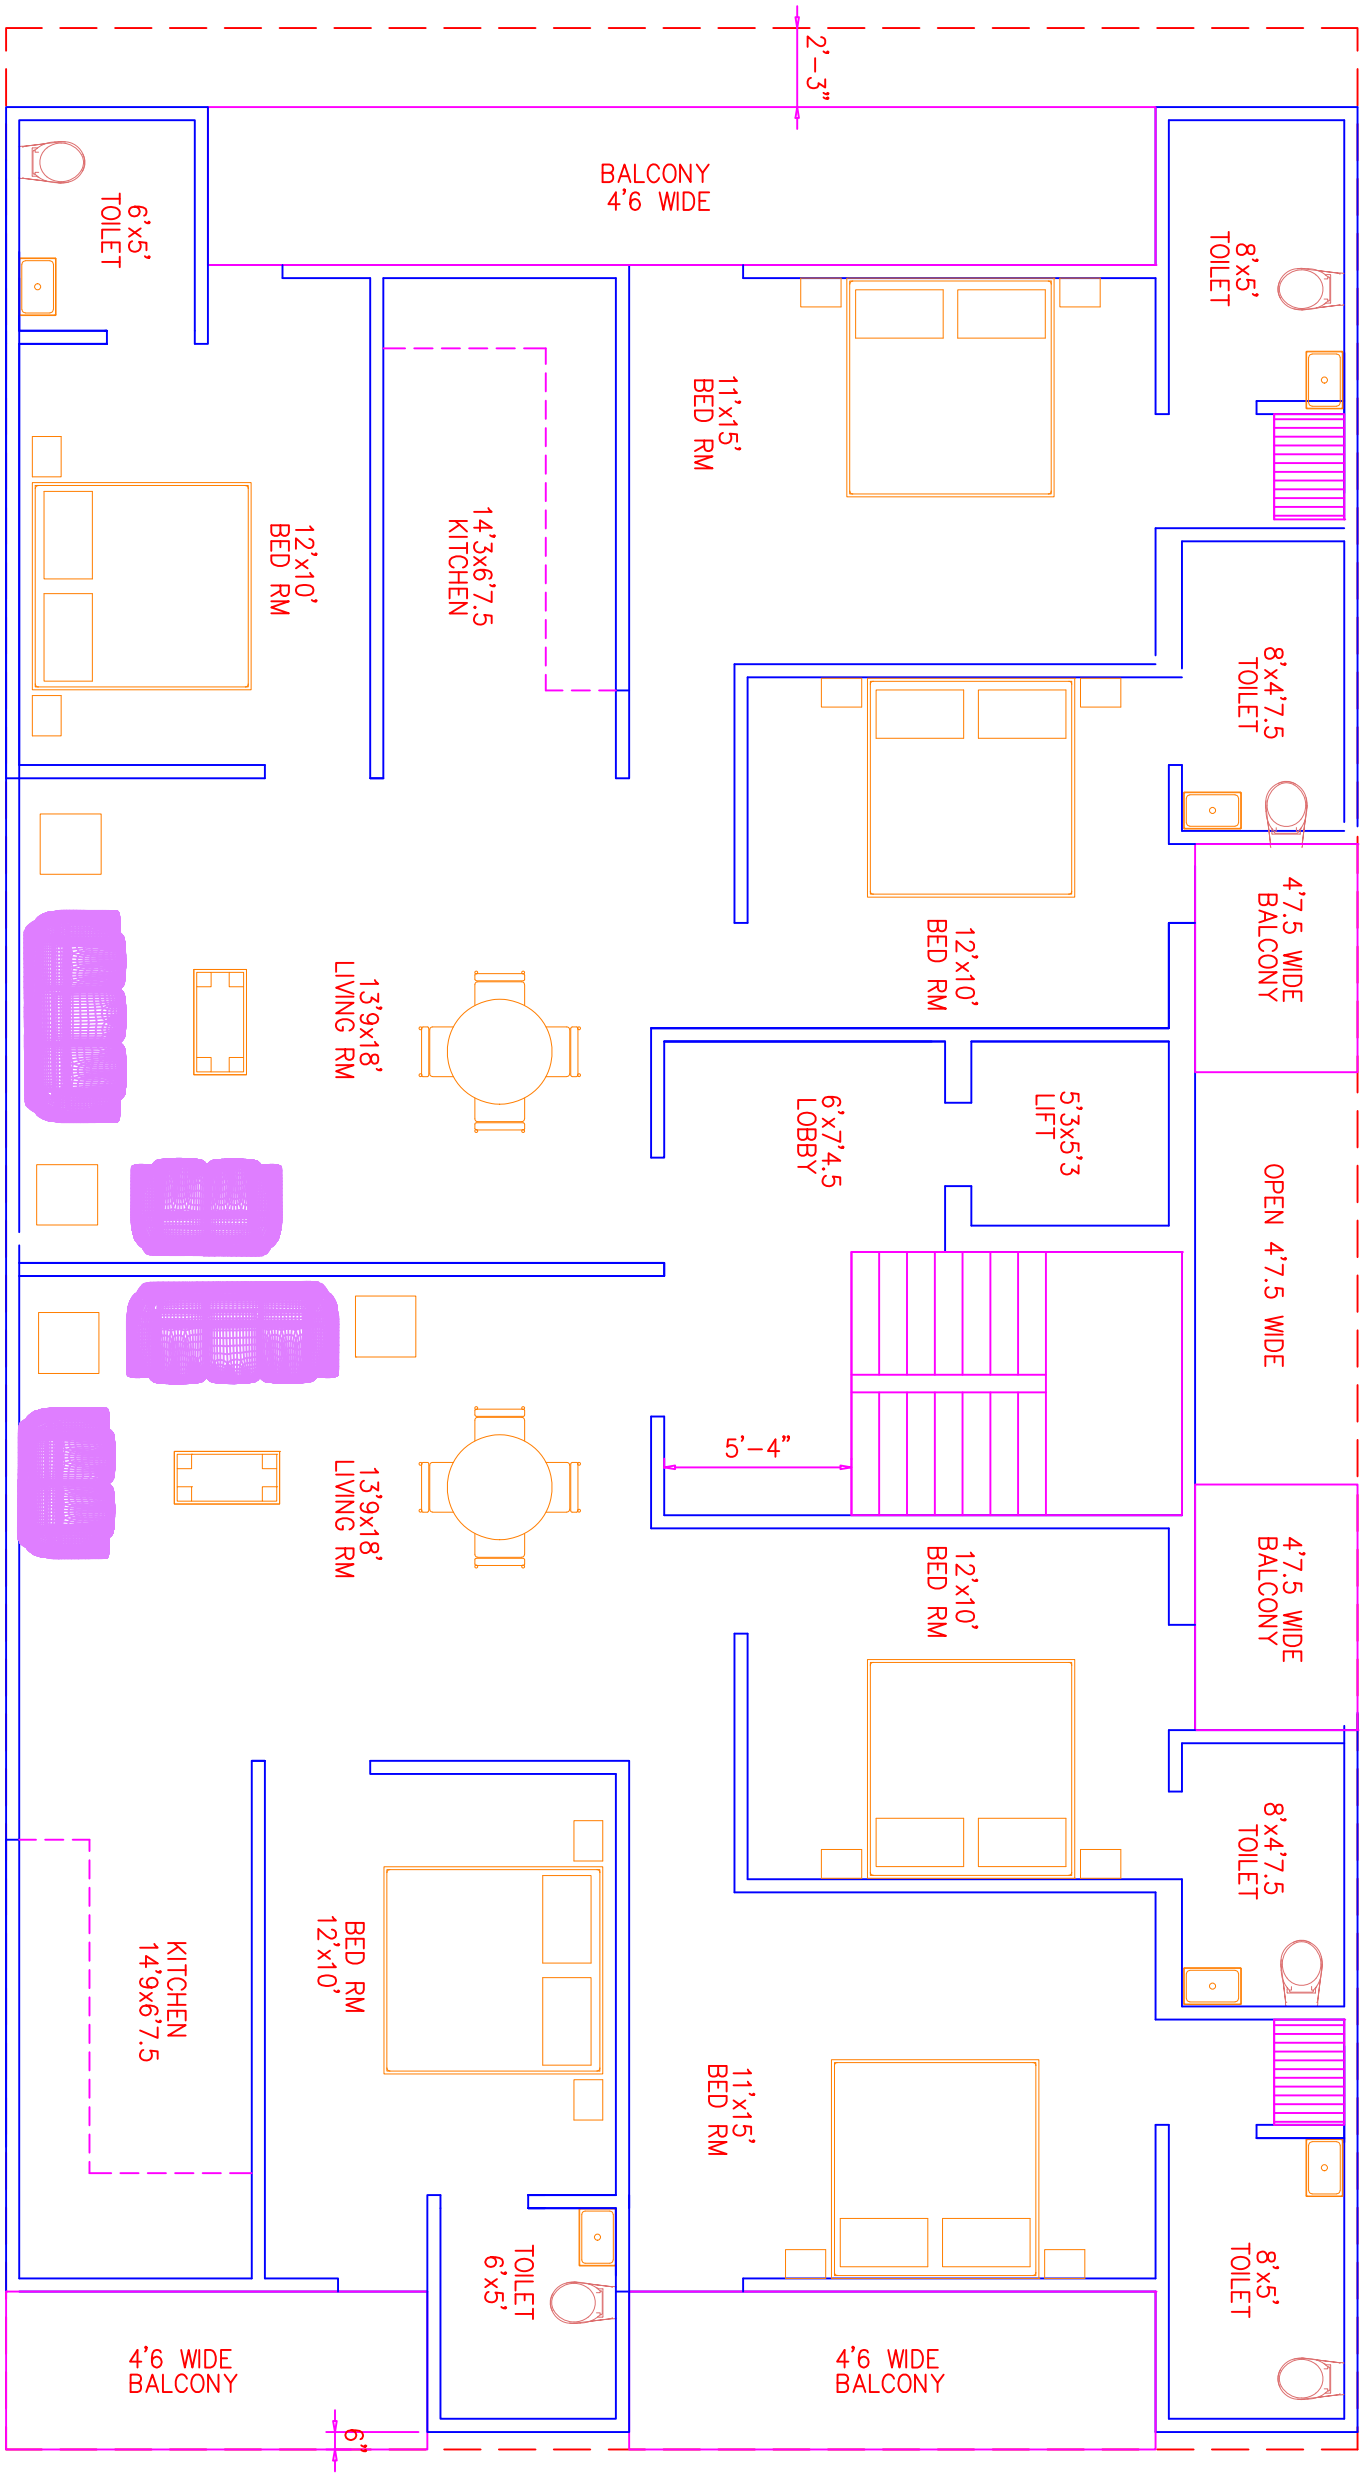 2'-3"
BALCONY
4'6 WIDE
6'x5'
TOILET
8'x5'
TOILET
11'x15'
BED RM
14'3x6'7.5
KITCHEN
12'x10'
BED RM
8'x4'7.5
TOILET
4'7.5 WIDE
BALCONY
12'x10'
BED RM
13'9x18'
LIVING RM
6'x7'4.5
LOBBY
5'3x5'3
LIFT
OPEN 4'7.5 WIDE
5'-4"
13'9x18'
LIVING RM
12'x10'
BED RM
4'7.5 WIDE
BALCONY
8'x4'7.5
TOILET
BED RM
12'x10'
KITCHEN
14'9x6'7.5
11'x15'
BED RM
TOILET
6'x5'
8'x5'
TOILET
4'6 WIDE
BALCONY
4'6 WIDE
BALCONY
6"